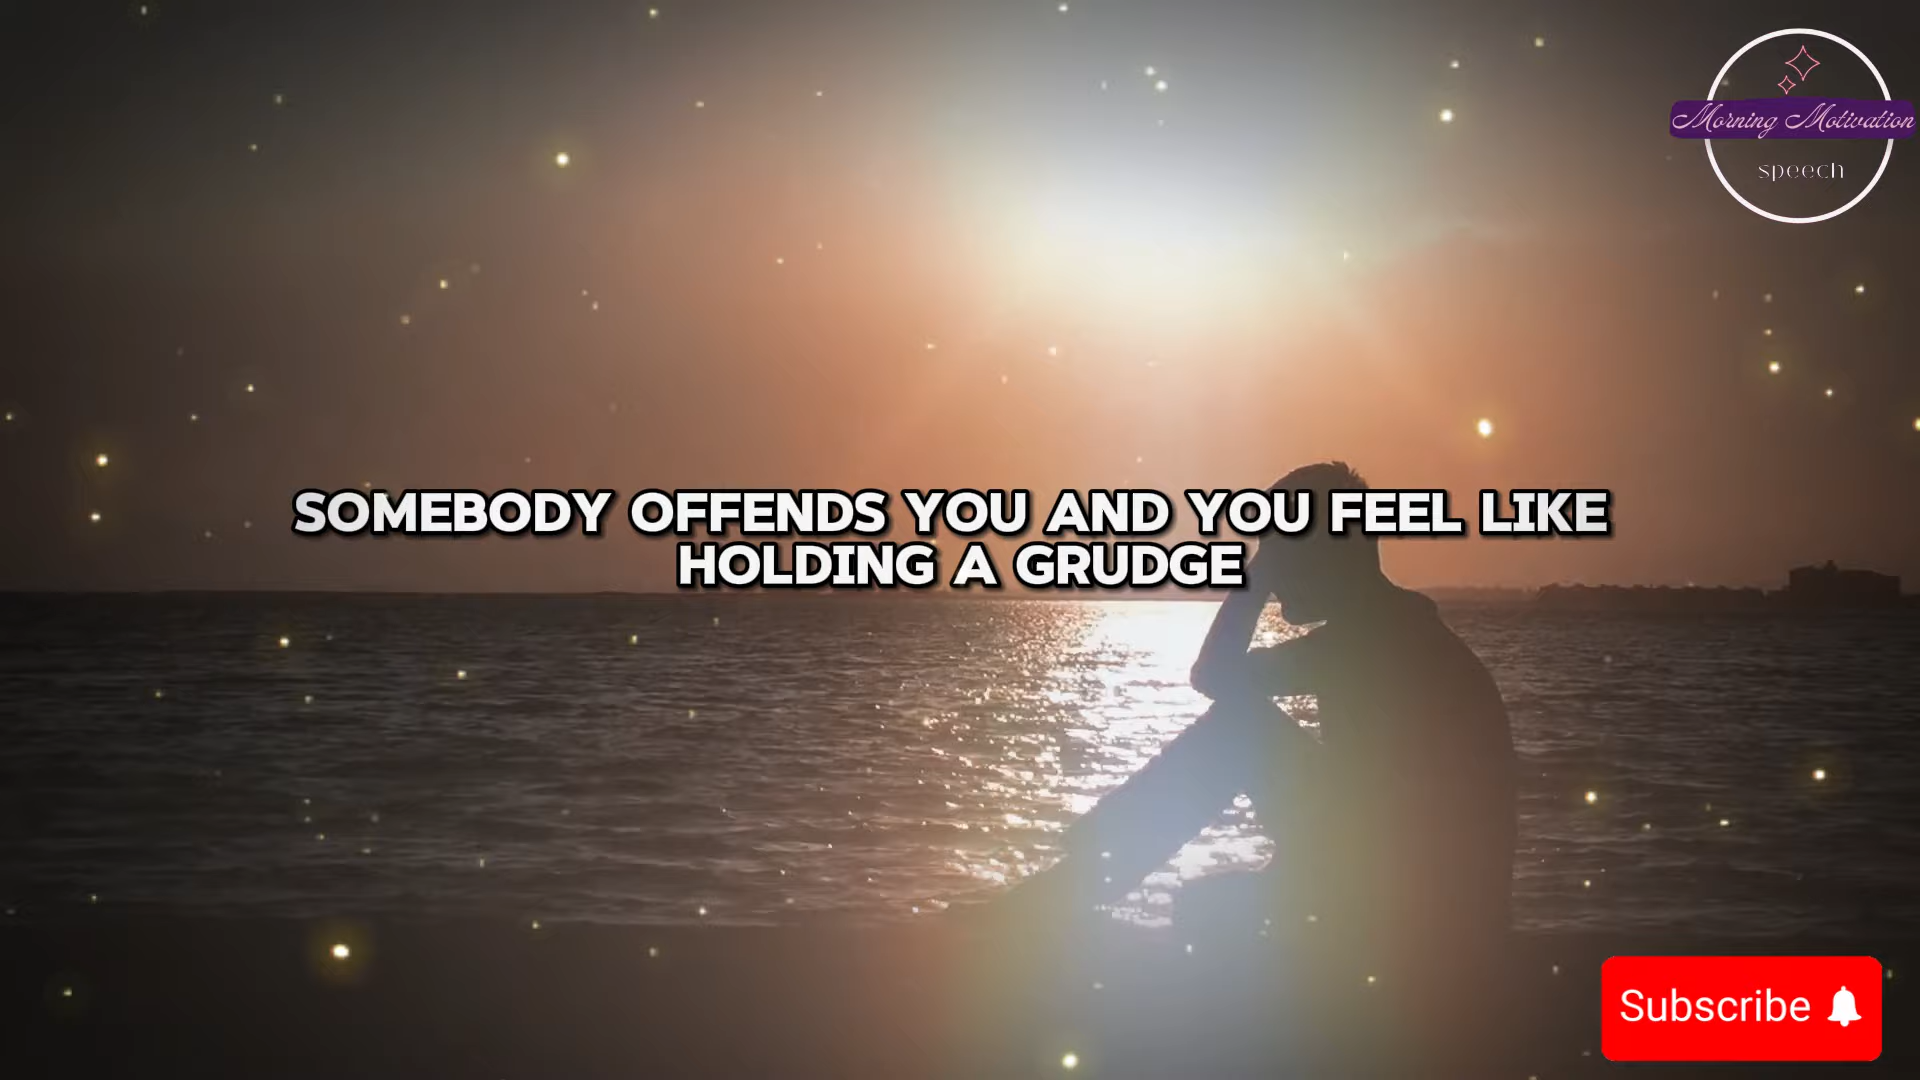 Morning Motivation
speech
SOMEBODY OFFENDS YOU AND YOU FEEL LIKE
HOLDING A GRUDGE
Subscribe